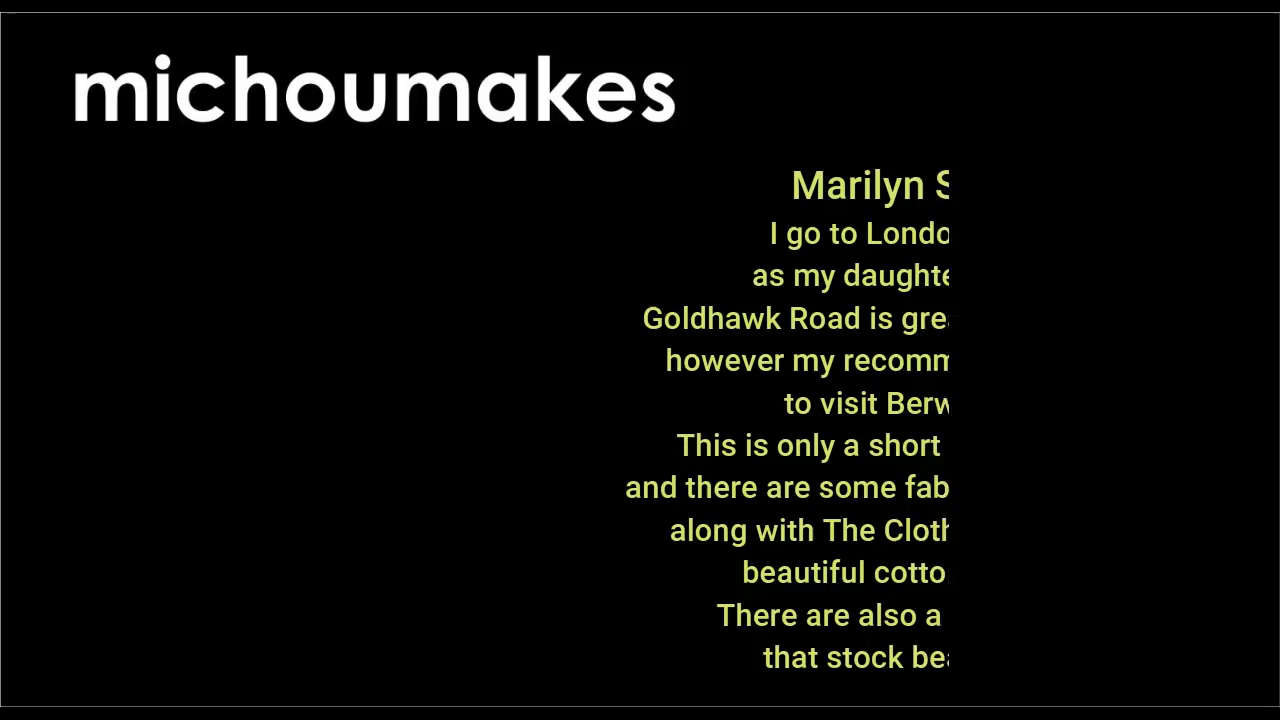 michoumakes
Marilyn
I go to
as my
Goldhawk Road is
however my
to visit
This is only a short
and there are some
along with The
beautiful
There are also a
that stock